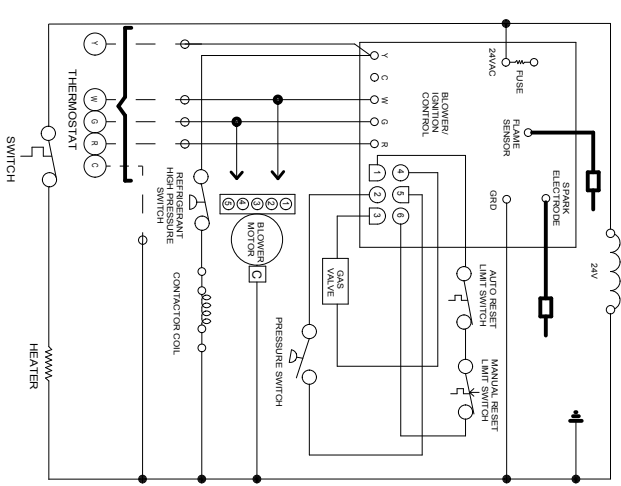 Y
W
G
R
C
THERMOSTAT
SWITCH
HEATER
Y
C
W
G
R
BLOWER/
IGNITION
CONTROL
24VAC
FUSE
FLAME
SENSOR
SPARK
ELECTRODE
GRD
24V
1
2
3
4
5
6
REFRIGERANT
HIGH PRESSURE
SWITCH
CONTACTOR COIL
5
4
3
2
1
BLOWER
MOTOR
C
GAS
VALVE
PRESSURE SWITCH
AUTO RESET
LIMIT SWITCH
MANUAL RESET
LIMIT SWITCH